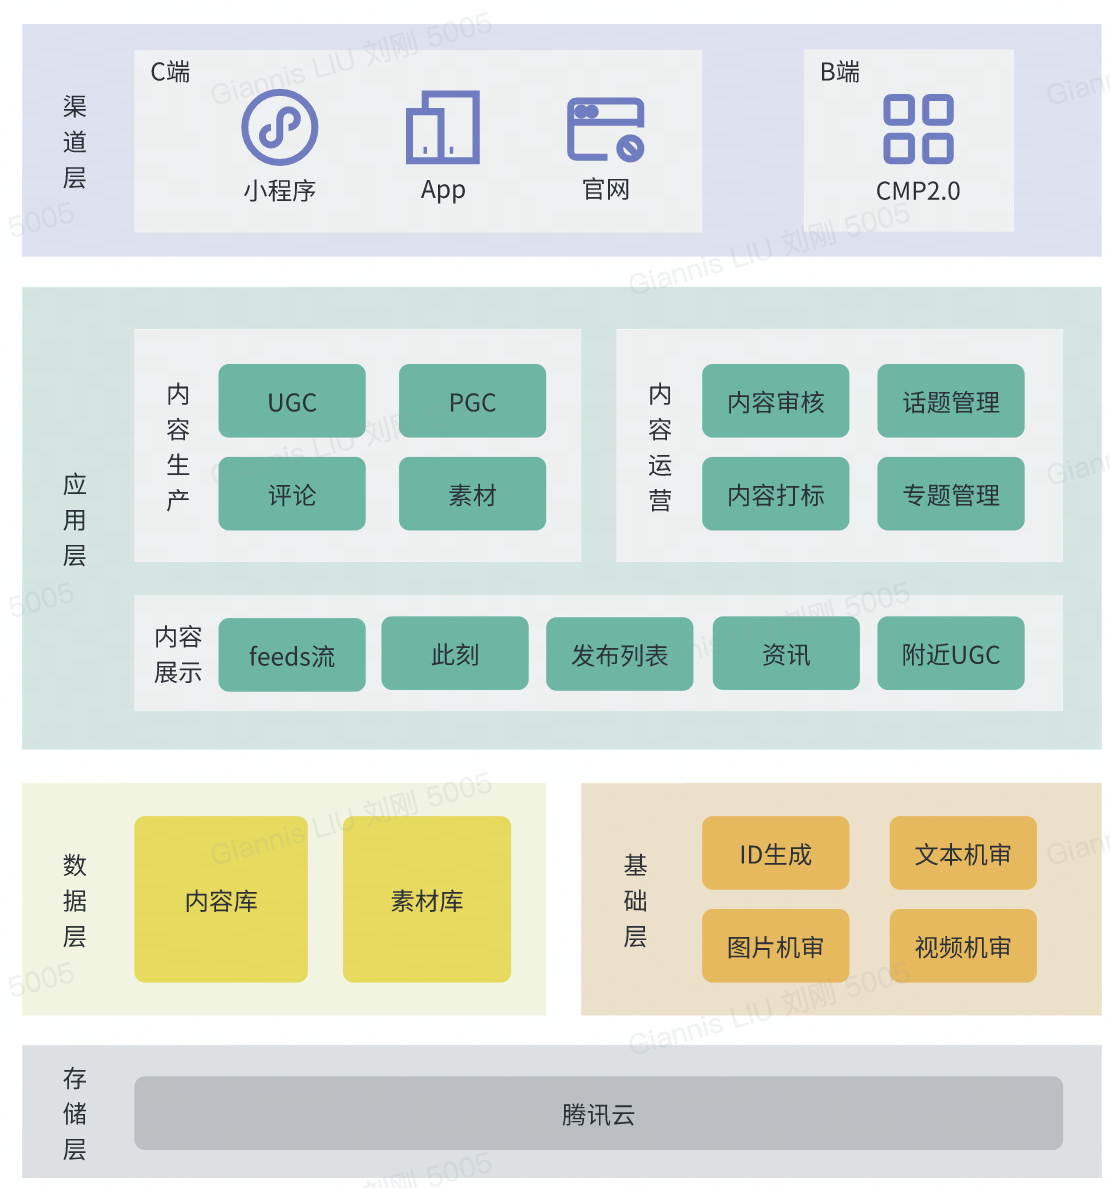 渠道层
C端
小程序
App
官网
B端
CMP2.0
应用层
内容生产
UGC
PGC
评论
素材
内容运营
内容审核
话题管理
内容打标
专题管理
内容
展示
feeds流
此刻
发布列表
资讯
附近UGC
数据层
内容库
素材库
基础层
ID生成
文本机审
图片机审
视频机审
存储层
腾讯云
Giannis LIU 刘刚 5005